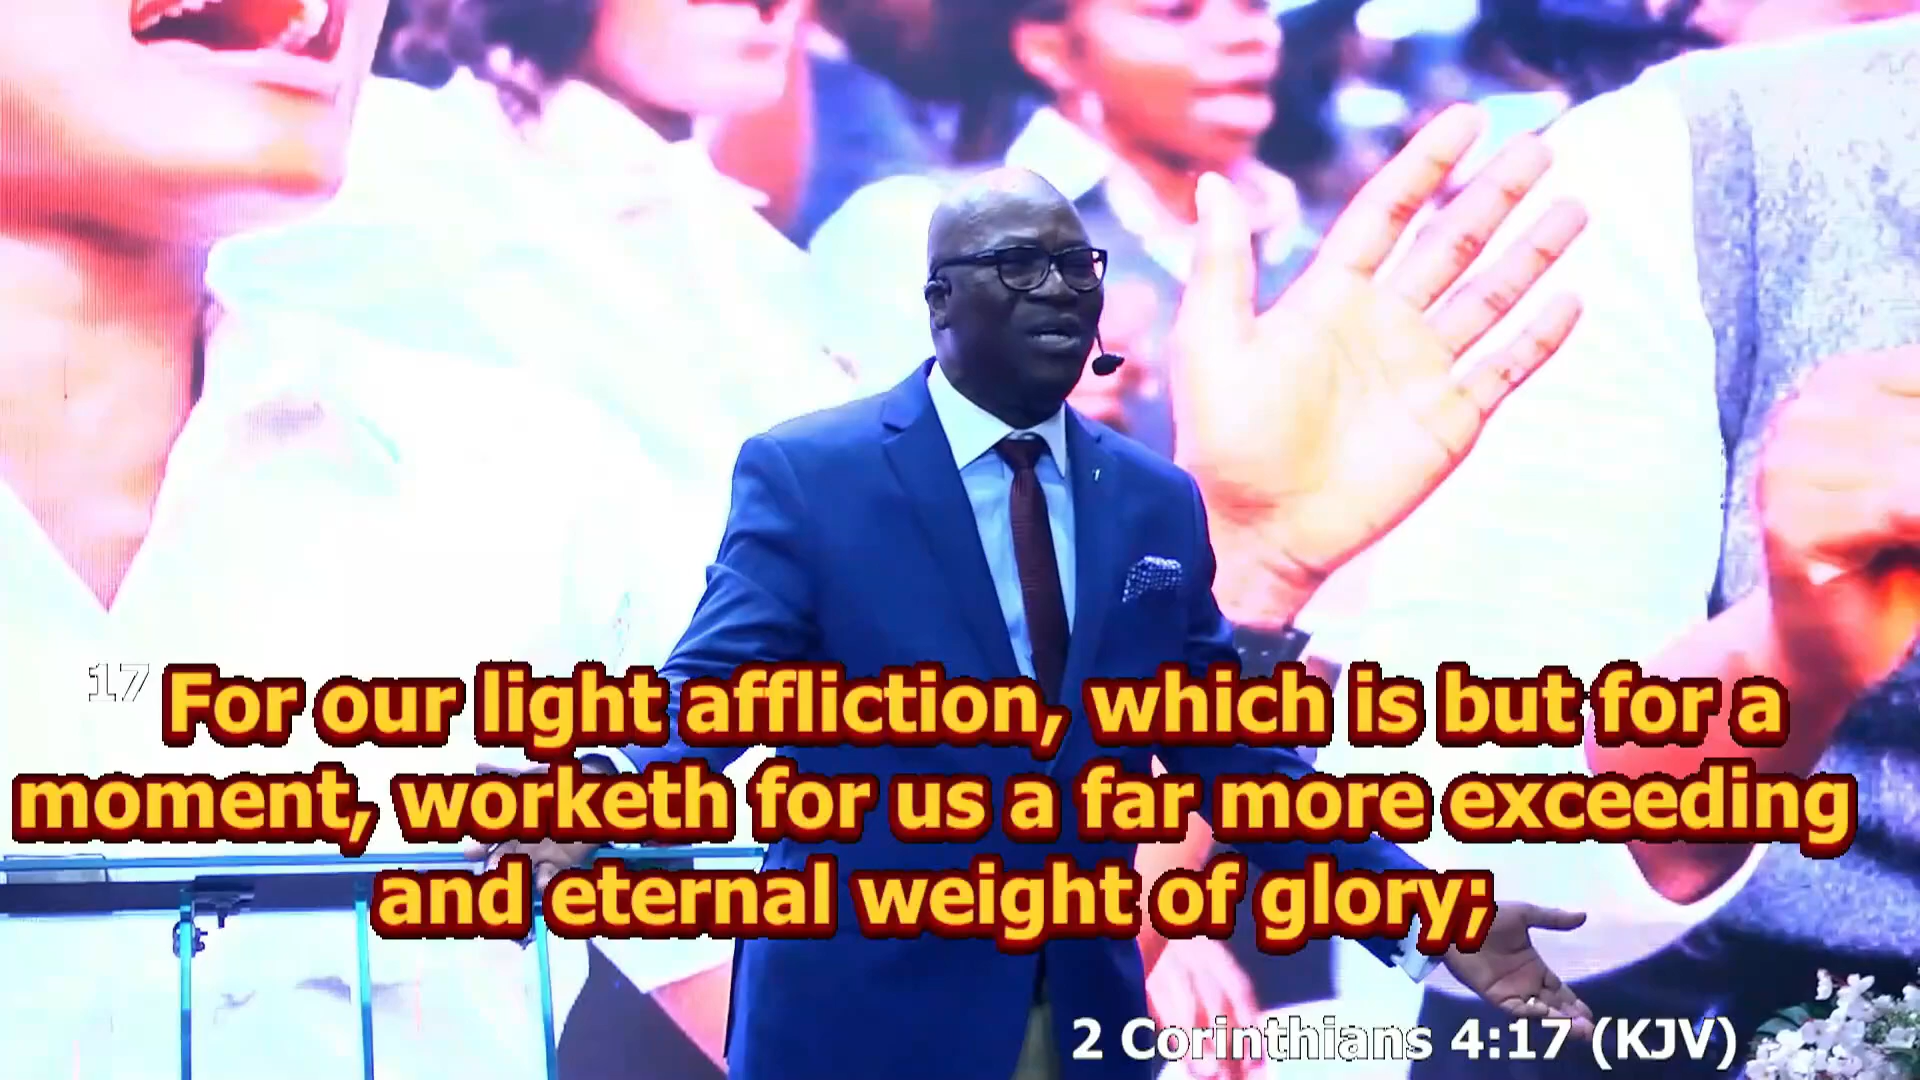 17 For our light affliction, which is but for a
moment, worketh for us a far more exceeding
and eternal weight of glory;
2 Corinthians 4:17 (KJV)